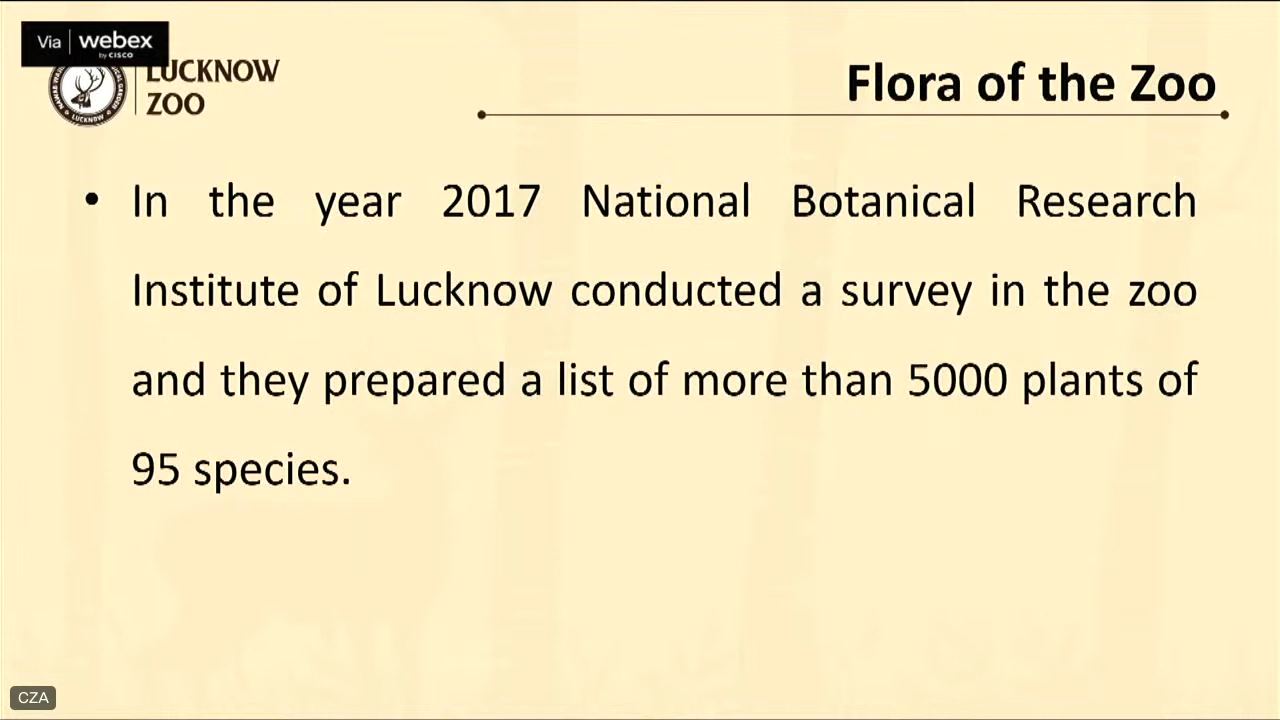 Via webex
by CISCO
LUCKNOW
ZOO
LUCKNOW
Flora of the Zoo
• In the year 2017 National Botanical Research
Institute of Lucknow conducted a survey in the zoo
and they prepared a list of more than 5000 plants of
95 species.
CZA